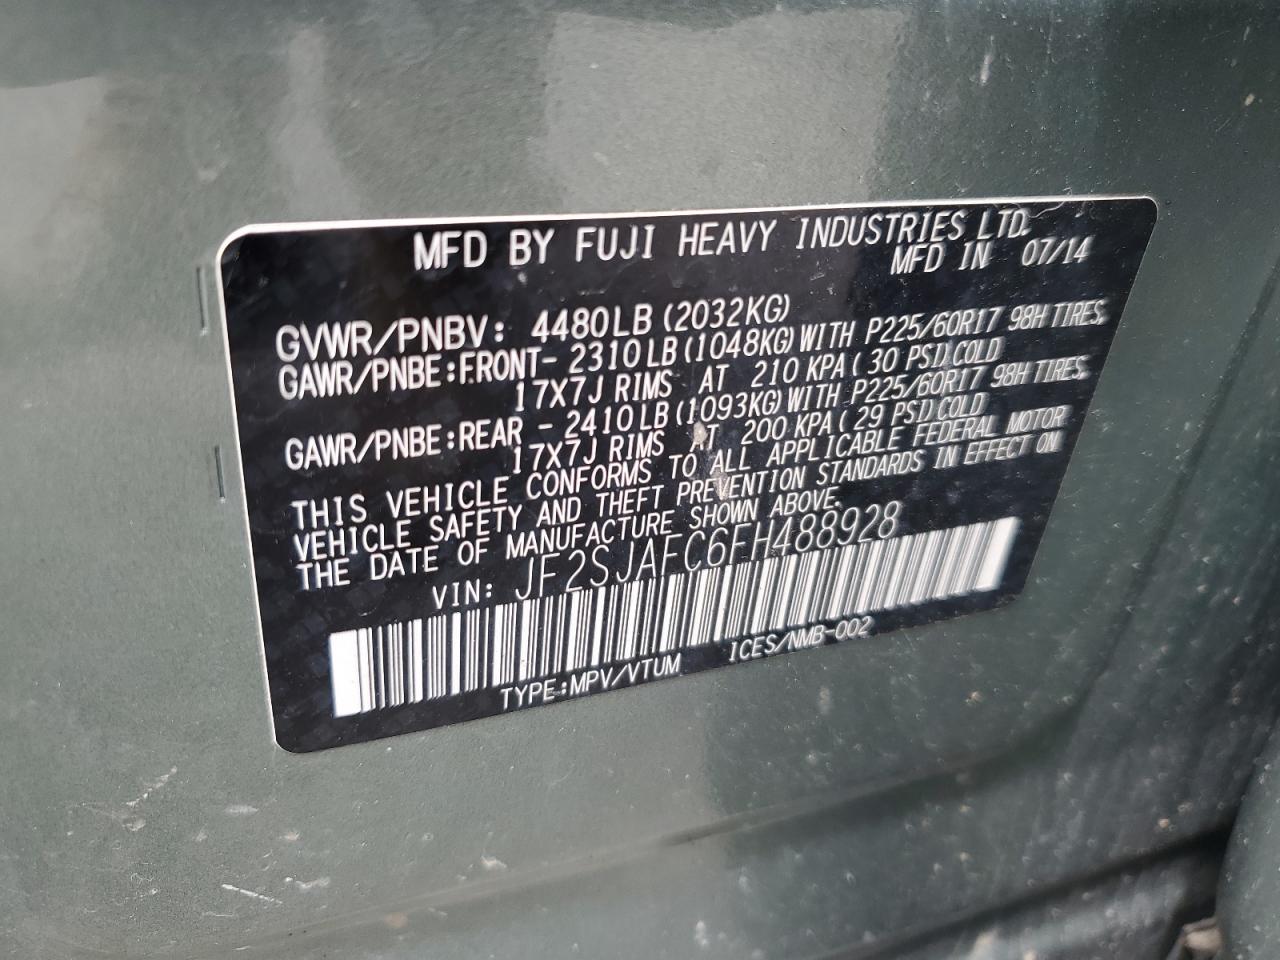 MFD BY FUJI HEAVY INDUSTRIES LTD.
MFD IN 07/14
GVWR/PNBV: 4480LB(2032KG)
GAWR/PNBE:FRONT- 2310LB(1048KG)WITH P225/60R17 98H TIRES,
17X7J RIMS AT 210 KPA( 30 PSI)COLD
GAWR/PNBE:REAR - 2410LB(1093KG)WITH P225/60R17 98H TIRES,
17X7J RIMS AT 200 KPA( 29 PSI)COLD
THIS VEHICLE CONFORMS TO ALL APPLICABLE FEDERAL MOTOR
VEHICLE SAFETY AND THEFT PREVENTION STANDARDS IN EFFECT ON
THE DATE OF MANUFACTURE SHOWN ABOVE.
VIN: JF2SJAFC6FH488928
TYPE:MPV/VTUM ICES/NMB-002